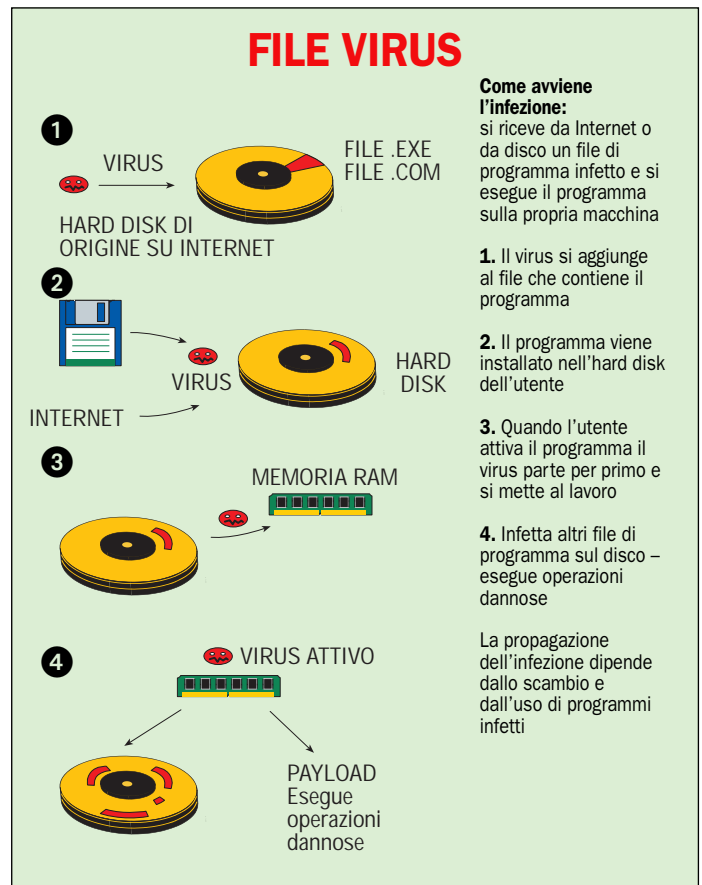 FILE VIRUS
1
VIRUS
FILE .EXE
FILE .COM
HARD DISK DI
ORIGINE SU INTERNET
2
VIRUS
HARD
DISK
INTERNET
3
MEMORIA RAM
4
VIRUS ATTIVO
PAYLOAD
Esegue
operazioni
dannose
Come avviene
l'infezione:
si riceve da Internet o
da disco un file di
programma infetto e si
esegue il programma
sulla propria macchina
1. Il virus si aggiunge
al file che contiene il
programma
2. Il programma viene
installato nell'hard disk
dell'utente
3. Quando l'utente
attiva il programma il
virus parte per primo e
si mette al lavoro
4. Infetta altri file di
programma sul disco –
esegue operazioni
dannose
La propagazione
dell'infezione dipende
dallo scambio e
dall'uso di programmi
infetti